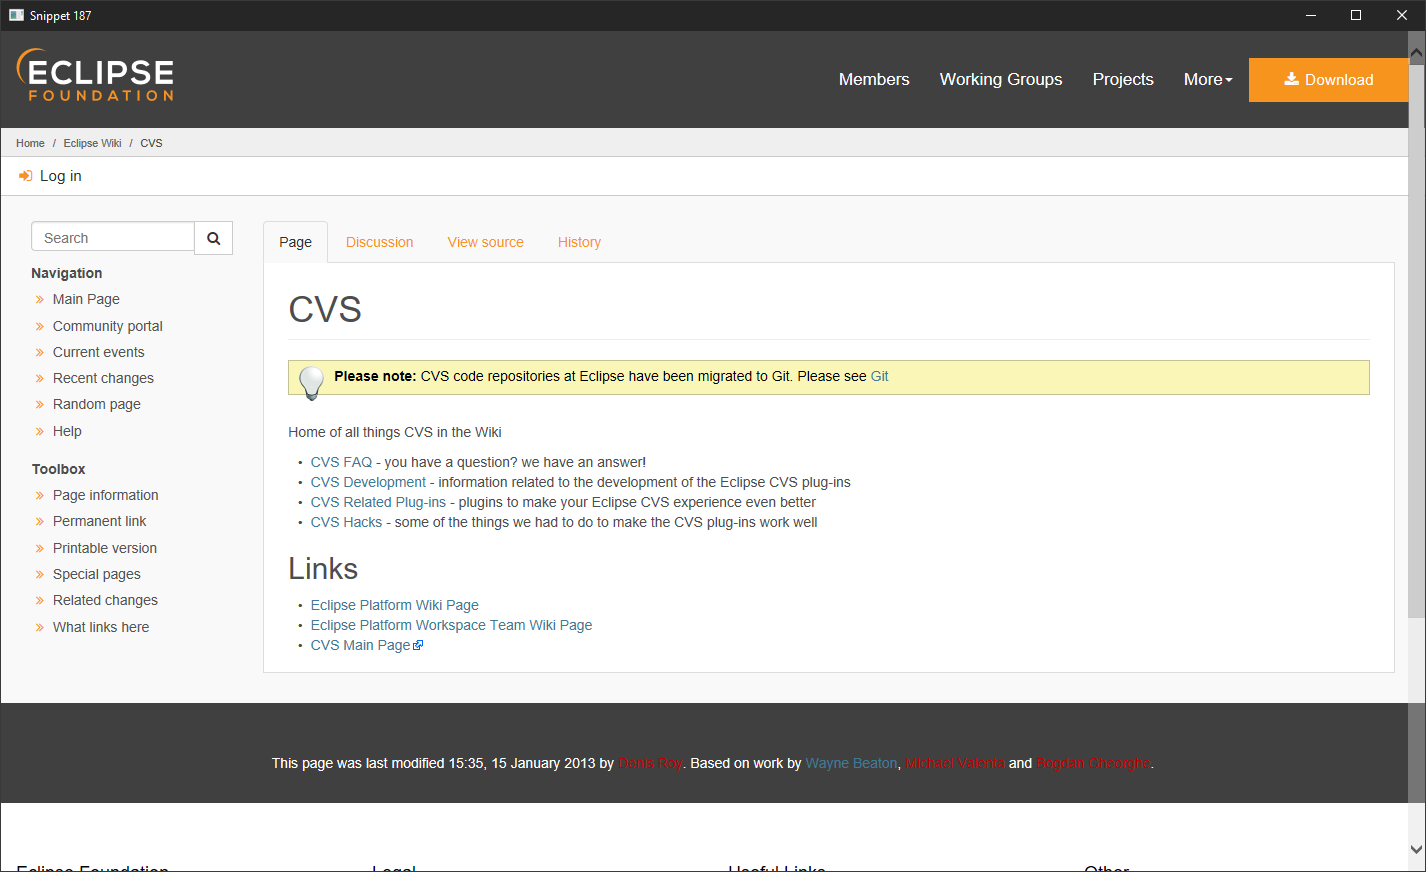 Snippet 187
ECLIPSE
FOUNDATION
Members Working Groups Projects More Download
Home / Eclipse Wiki / CVS
Log in
Search
Page Discussion View source History
Navigation
Main Page
Community portal
Current events
Recent changes
Random page
Help
Toolbox
Page information
Permanent link
Printable version
Special pages
Related changes
What links here
CVS
Please note: CVS code repositories at Eclipse have been migrated to Git. Please see Git
Home of all things CVS in the Wiki
• CVS FAQ - you have a question? we have an answer!
• CVS Development - information related to the development of the Eclipse CVS plug-ins
• CVS Related Plug-ins - plugins to make your Eclipse CVS experience even better
• CVS Hacks - some of the things we had to do to make the CVS plug-ins work well
Links
• Eclipse Platform Wiki Page
• Eclipse Platform Workspace Team Wiki Page
• CVS Main Page
This page was last modified 15:35, 15 January 2013 by Denis Roy. Based on work by Wayne Beaton, Michael Valenta and Bogdan Gheorghe.
Eclipse Foundation Legal Useful Links Other